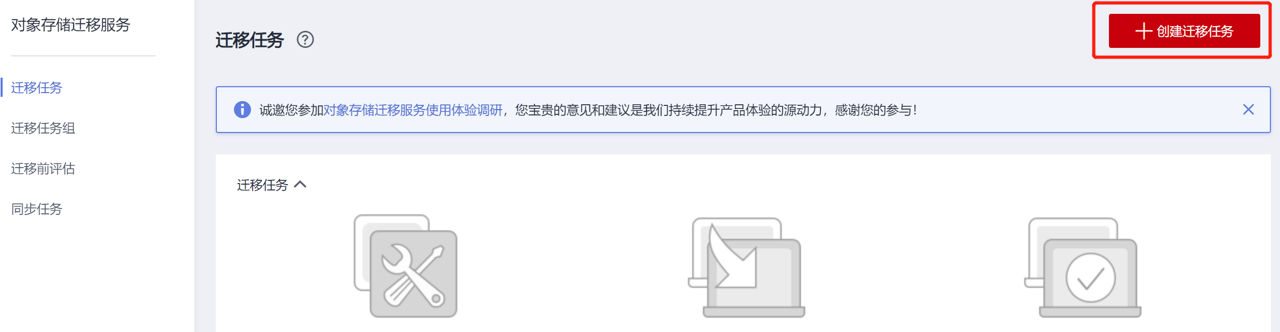 对象存储迁移服务
迁移任务
迁移任务组
迁移前评估
同步任务
迁移任务 ?
创建迁移任务
诚邀您参加对象存储迁移服务使用体验调研，您宝贵的意见和建议是我们持续提升产品体验的源动力，感谢您的参与！
迁移任务